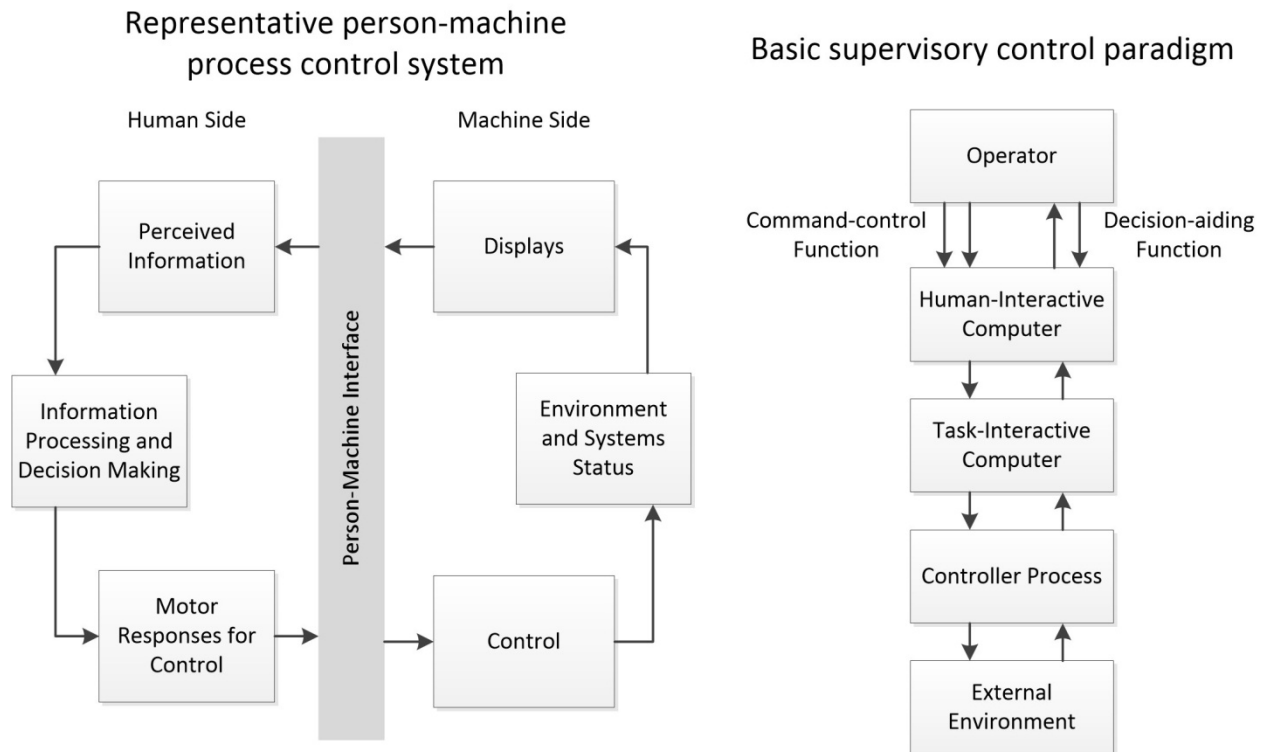 Representative person-machine
process control system
Human Side
Machine Side
Perceived
Information
Displays
Information
Processing and
Decision Making
Person-Machine Interface
Environment
and Systems
Status
Motor
Responses for
Control
Control
Basic supervisory control paradigm
Operator
Command-control
Function
Decision-aiding
Function
Human-Interactive
Computer
Task-Interactive
Computer
Controller Process
External
Environment